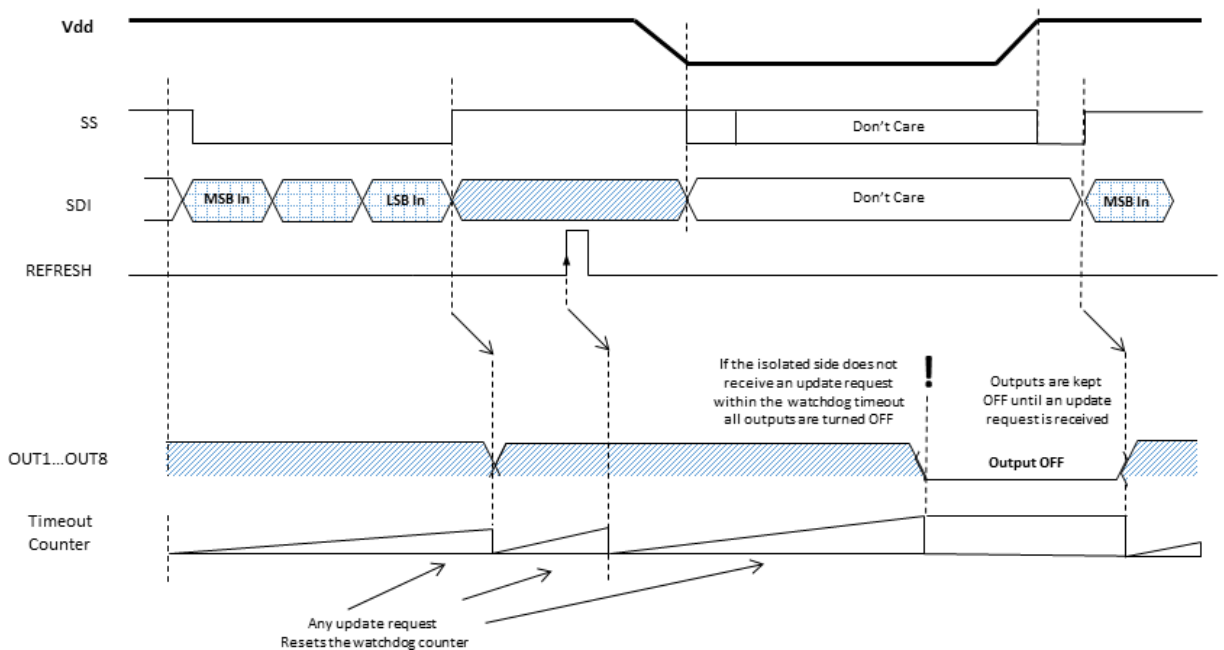 Vdd
SS
Don't Care
SDI
MSB In
LSB In
Don't Care
MSB In
REFRESH
If the isolated side does not
receive an update request
within the watchdog timeout
all outputs are turned OFF
!
Outputs are kept
OFF until an update
request is received
OUT1...OUT8
Output OFF
Timeout
Counter
Any update request
Resets the watchdog counter